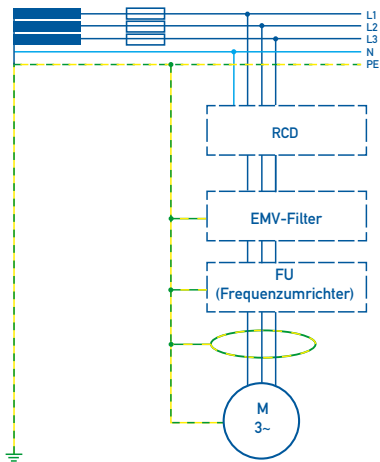 L1
L2
L3
N
PE
RCD
EMV-Filter
FU
(Frequenzumrichter)
M
3~